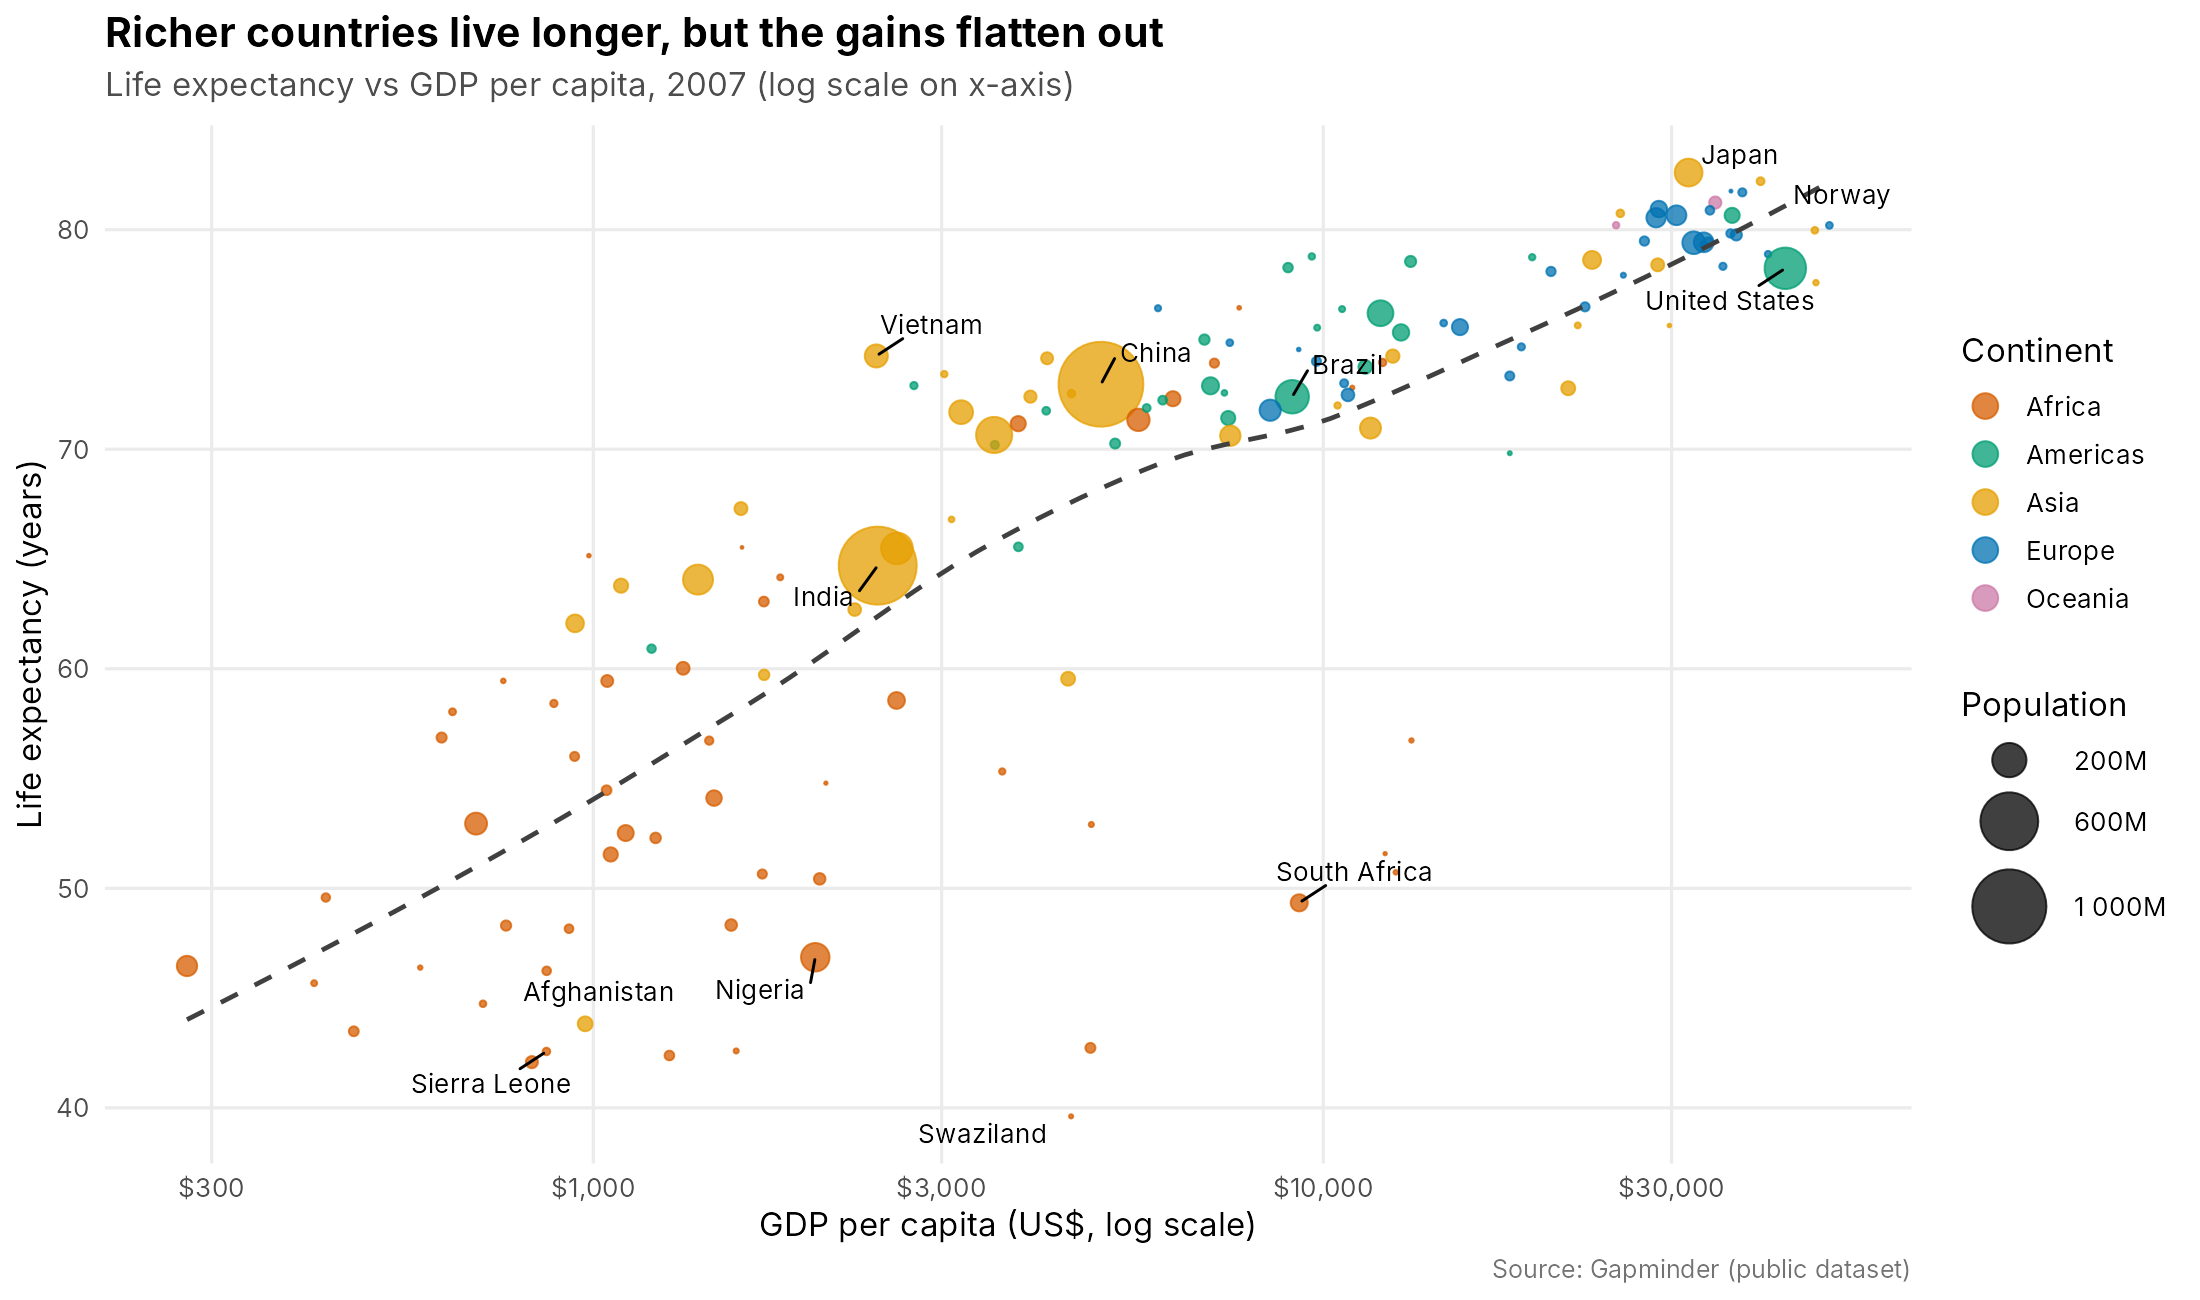 Richer countries live longer, but the gains flatten out
Life expectancy vs GDP per capita, 2007 (log scale on x-axis)
Life expectancy (years)
80
70
60
50
40
Japan
Norway
United States
Vietnam
China
Brazil
India
South Africa
Afghanistan
Nigeria
Sierra Leone
Swaziland
$300
$1,000
$3,000
$10,000
$30,000
GDP per capita (US$, log scale)
Continent
Africa
Americas
Asia
Europe
Oceania
Population
200M
600M
1 000M
Source: Gapminder (public dataset)